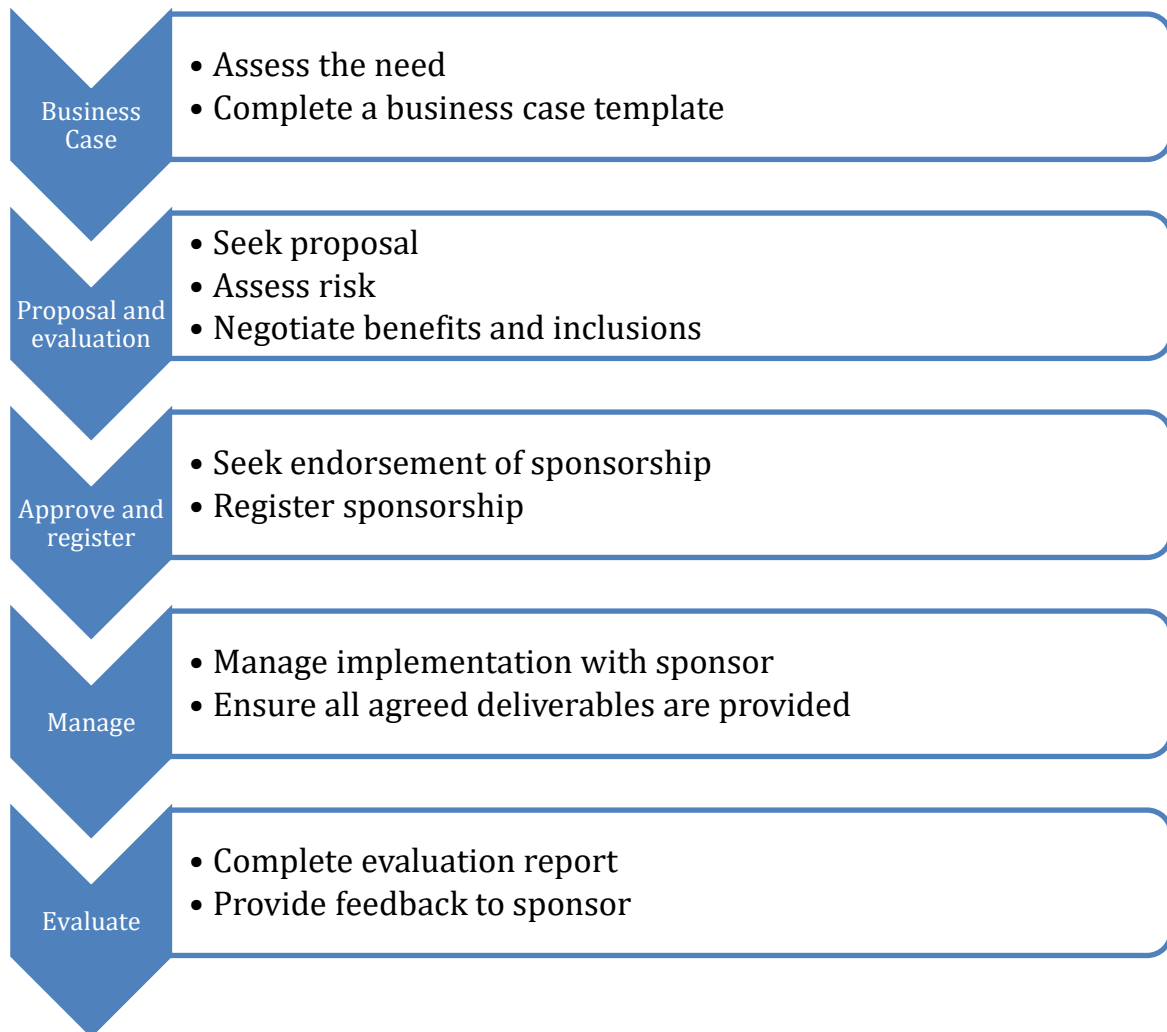 Business
Case
• Assess the need
• Complete a business case template
Proposal and
evaluation
• Seek proposal
• Assess risk
• Negotiate benefits and inclusions
Approve and
register
• Seek endorsement of sponsorship
• Register sponsorship
Manage
• Manage implementation with sponsor
• Ensure all agreed deliverables are provided
Evaluate
• Complete evaluation report
• Provide feedback to sponsor